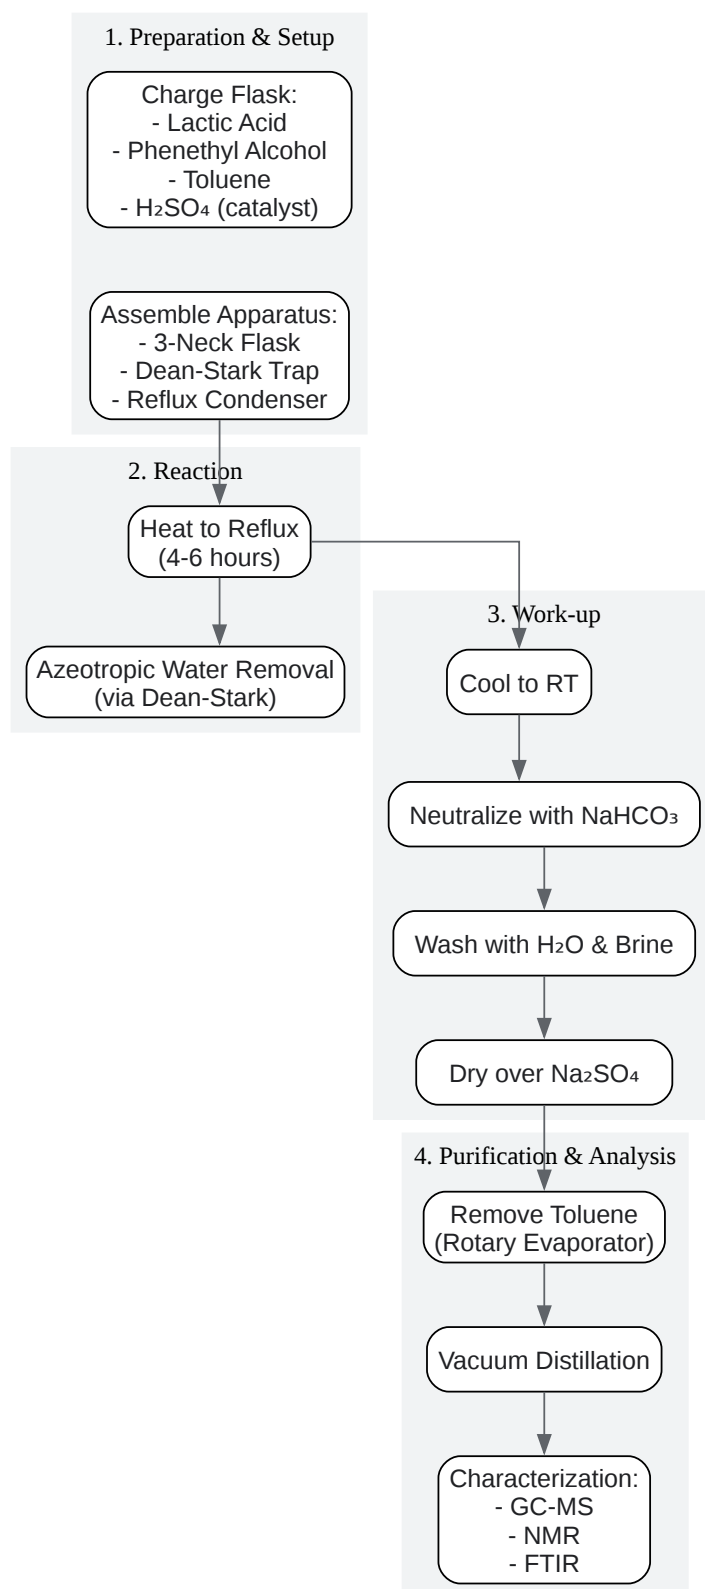 1. Preparation & Setup
Charge Flask:
- Lactic Acid
- Phenethyl Alcohol
- Toluene
- H₂SO₄ (catalyst)
Assemble Apparatus:
- 3-Neck Flask
- Dean-Stark Trap
- Reflux Condenser
2. Reaction
Heat to Reflux
(4-6 hours)
Azeotropic Water Removal
(via Dean-Stark)
3. Work-up
Cool to RT
Neutralize with NaHCO₃
Wash with H₂O & Brine
Dry over Na₂SO₄
4. Purification & Analysis
Remove Toluene
(Rotary Evaporator)
Vacuum Distillation
Characterization:
- GC-MS
- NMR
- FTIR